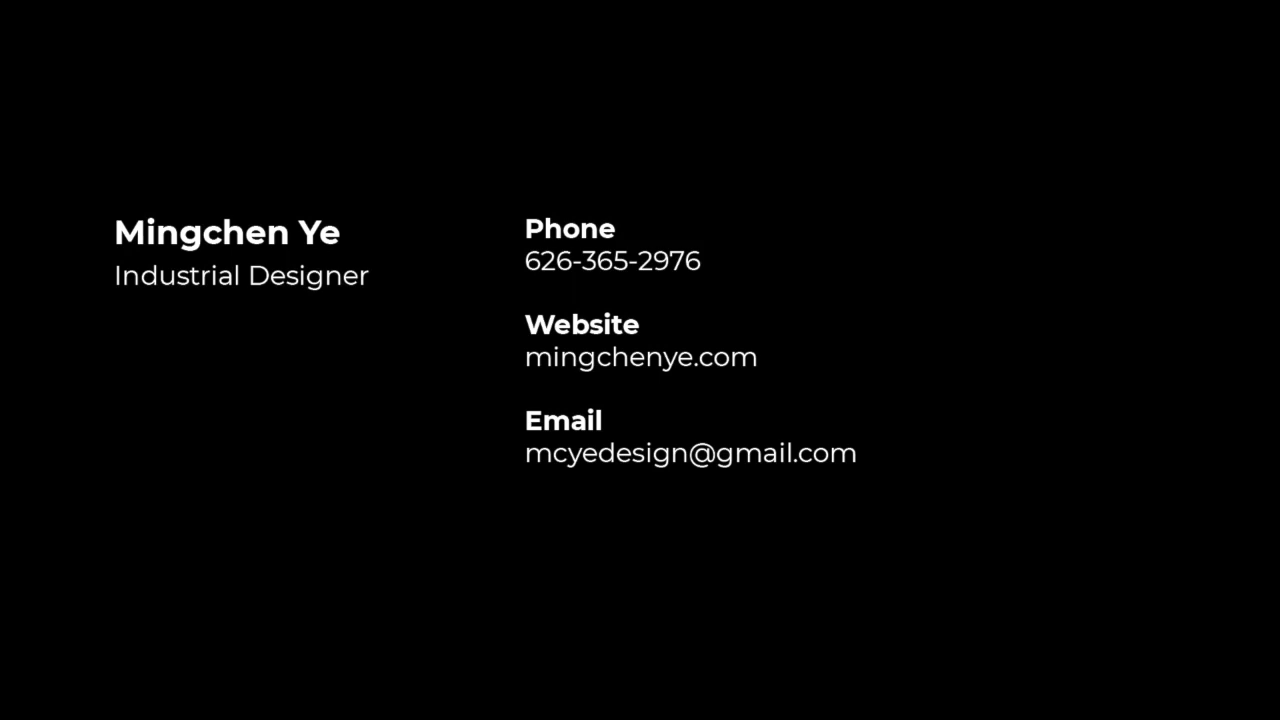 Mingchen Ye
Industrial Designer
Phone
626-365-2976
Website
mingchenye.com
Email
mcyedesign@gmail.com